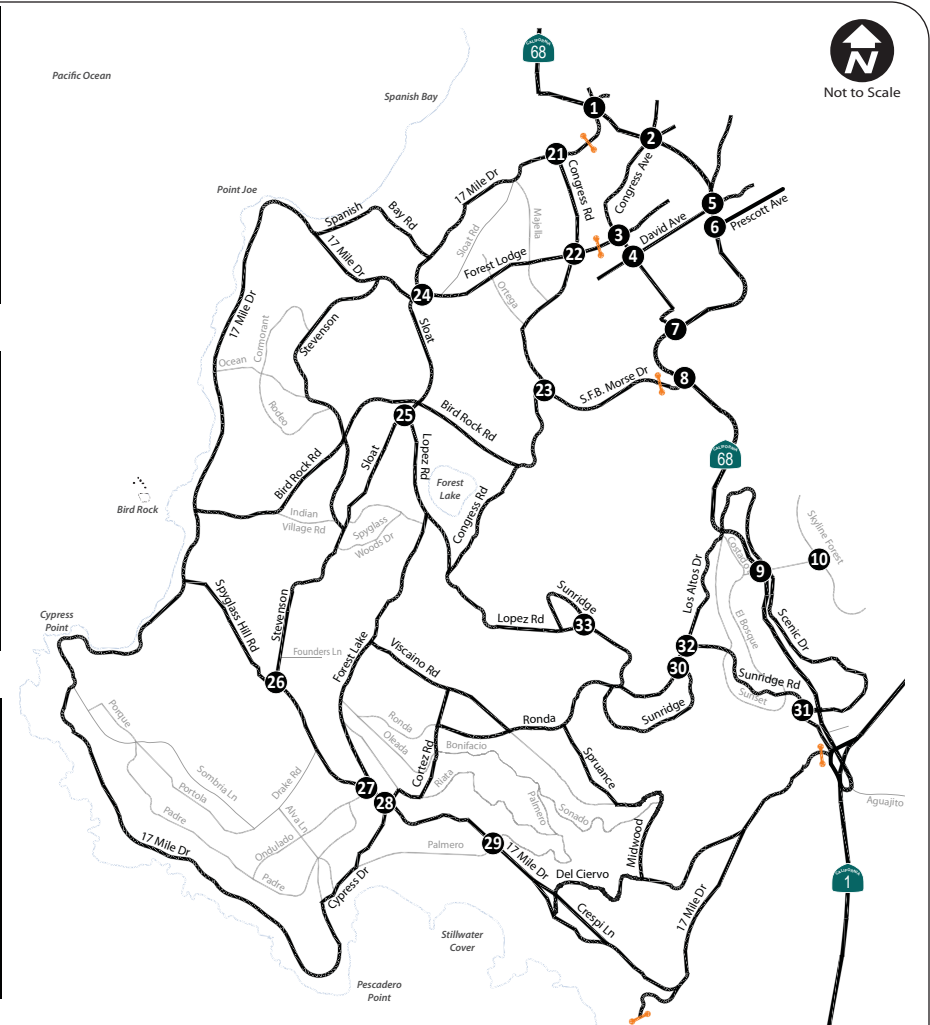 CALIFORNIA
68
N
Not to Scale
Pacific Ocean
Spanish Bay
1
2
21
17 Mile Dr
Congress Rd
Congress Ave
Point Joe
Spanish
Bay Rd
Sloat Rd
Majella
5
6
Prescott Ave
3
David Ave
4
17 Mile Dr
22
Forest Lodge
Ortega
24
17 Mile Dr
Cormorant
Stevenson
Sloat
7
Ocean
8
S.F.B. Morse Dr
23
Rodeo
25
Bird Rock Rd
Sloat
Lopez Rd
CALIFORNIA
68
Bird Rock Rd
Forest
Lake
Congress Rd
Bird Rock
Indian
Village Rd
Spyglass
Woods Dr
Skyline Forest
Costado
9
10
Los Altos Dr
El Bosque
Scenic Dr
Spyglass Hill Rd
Stevenson
Sunridge
Lopez Rd
33
Cypress
Point
Founders Ln
Forest Lake
Viscaino Rd
32
30
26
Sunridge Rd
Sunset
31
Sunridge
Porque
Ronda
Ronda
Oleada
Cortez Rd
Bonifacio
Spruance
Sombria Ln
Portola
Drake Rd
Riata
Palmero
Sonado
27
28
Aguajito
Padre
Alva Ln
Ondulado
17 Mile Dr
Palmero
29
17 Mile Dr
Midwood
Padre
Cypress Dr
Del Ciervo
CALIFORNIA
1
Crespi Ln
17 Mile Dr
Stillwater
Cover
Pescadero
Point